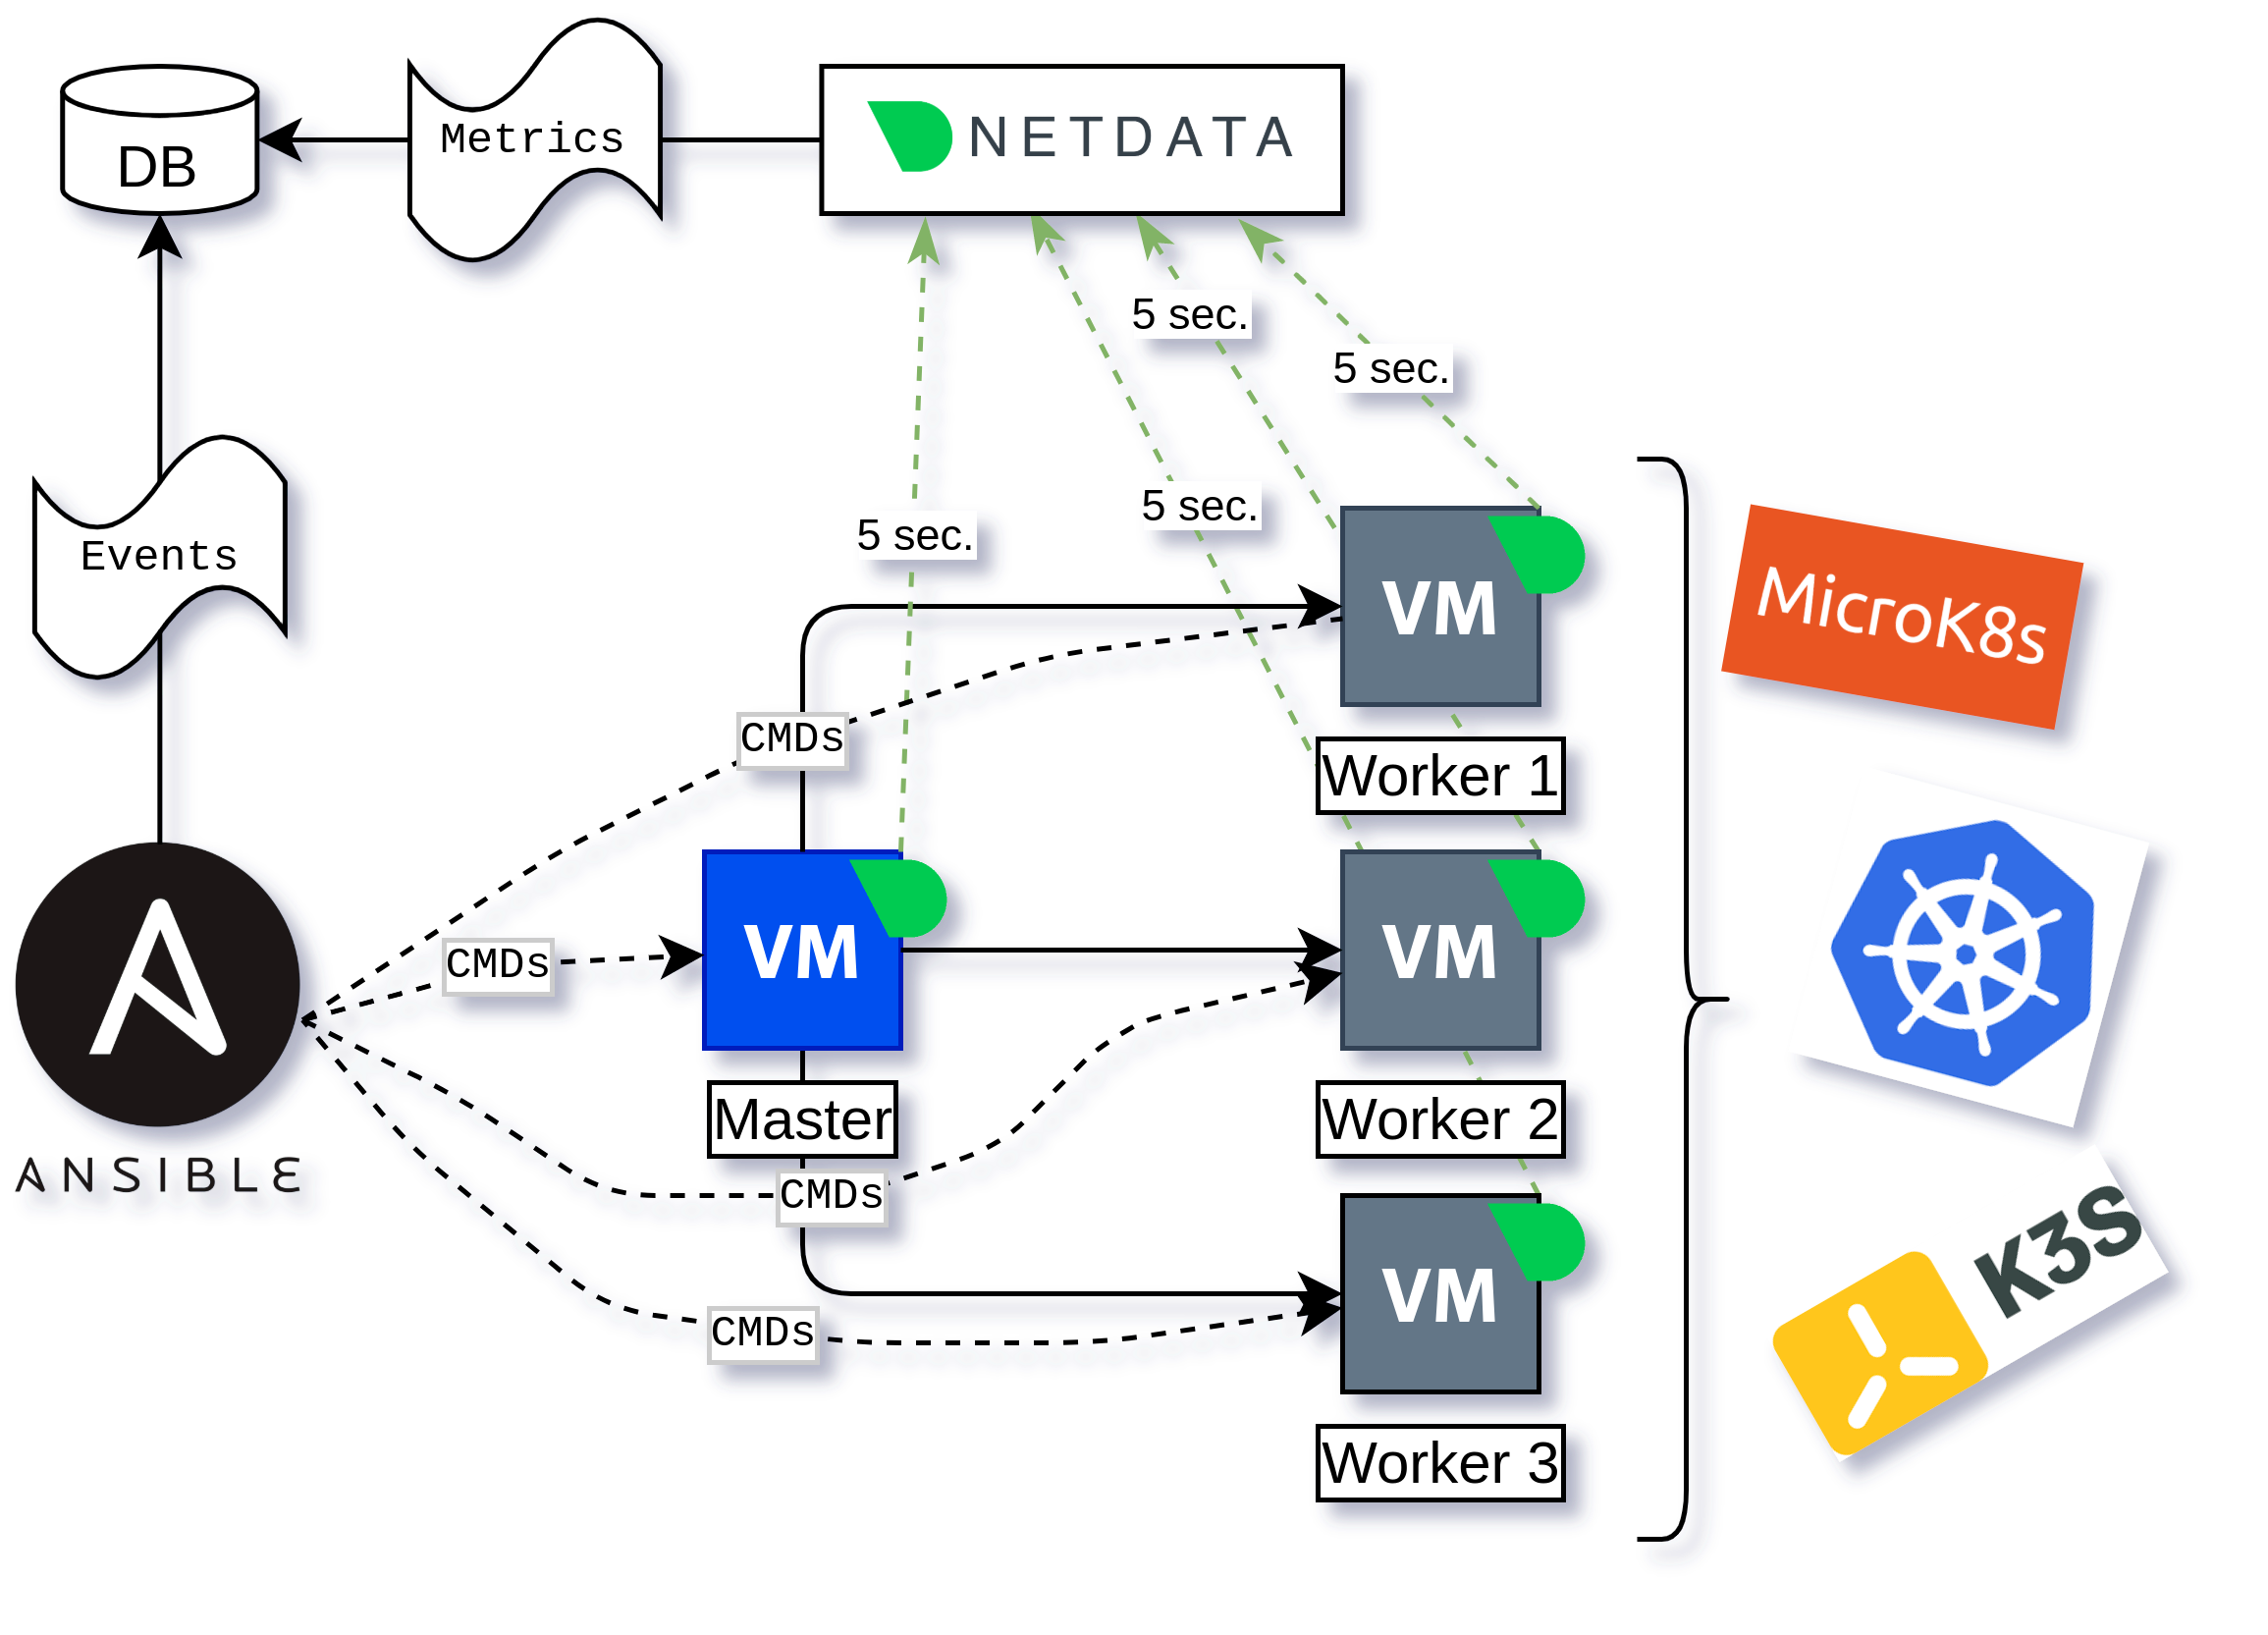 DB
Metrics
NETDATA
5 sec.
5 sec.
5 sec.
5 sec.
Events
VM
MicroK8s
CMDs
Worker 1
VM
VM
CMDs
Master
Worker 2
ANSIBLE
CMDs
VM
K3S
CMDs
Worker 3